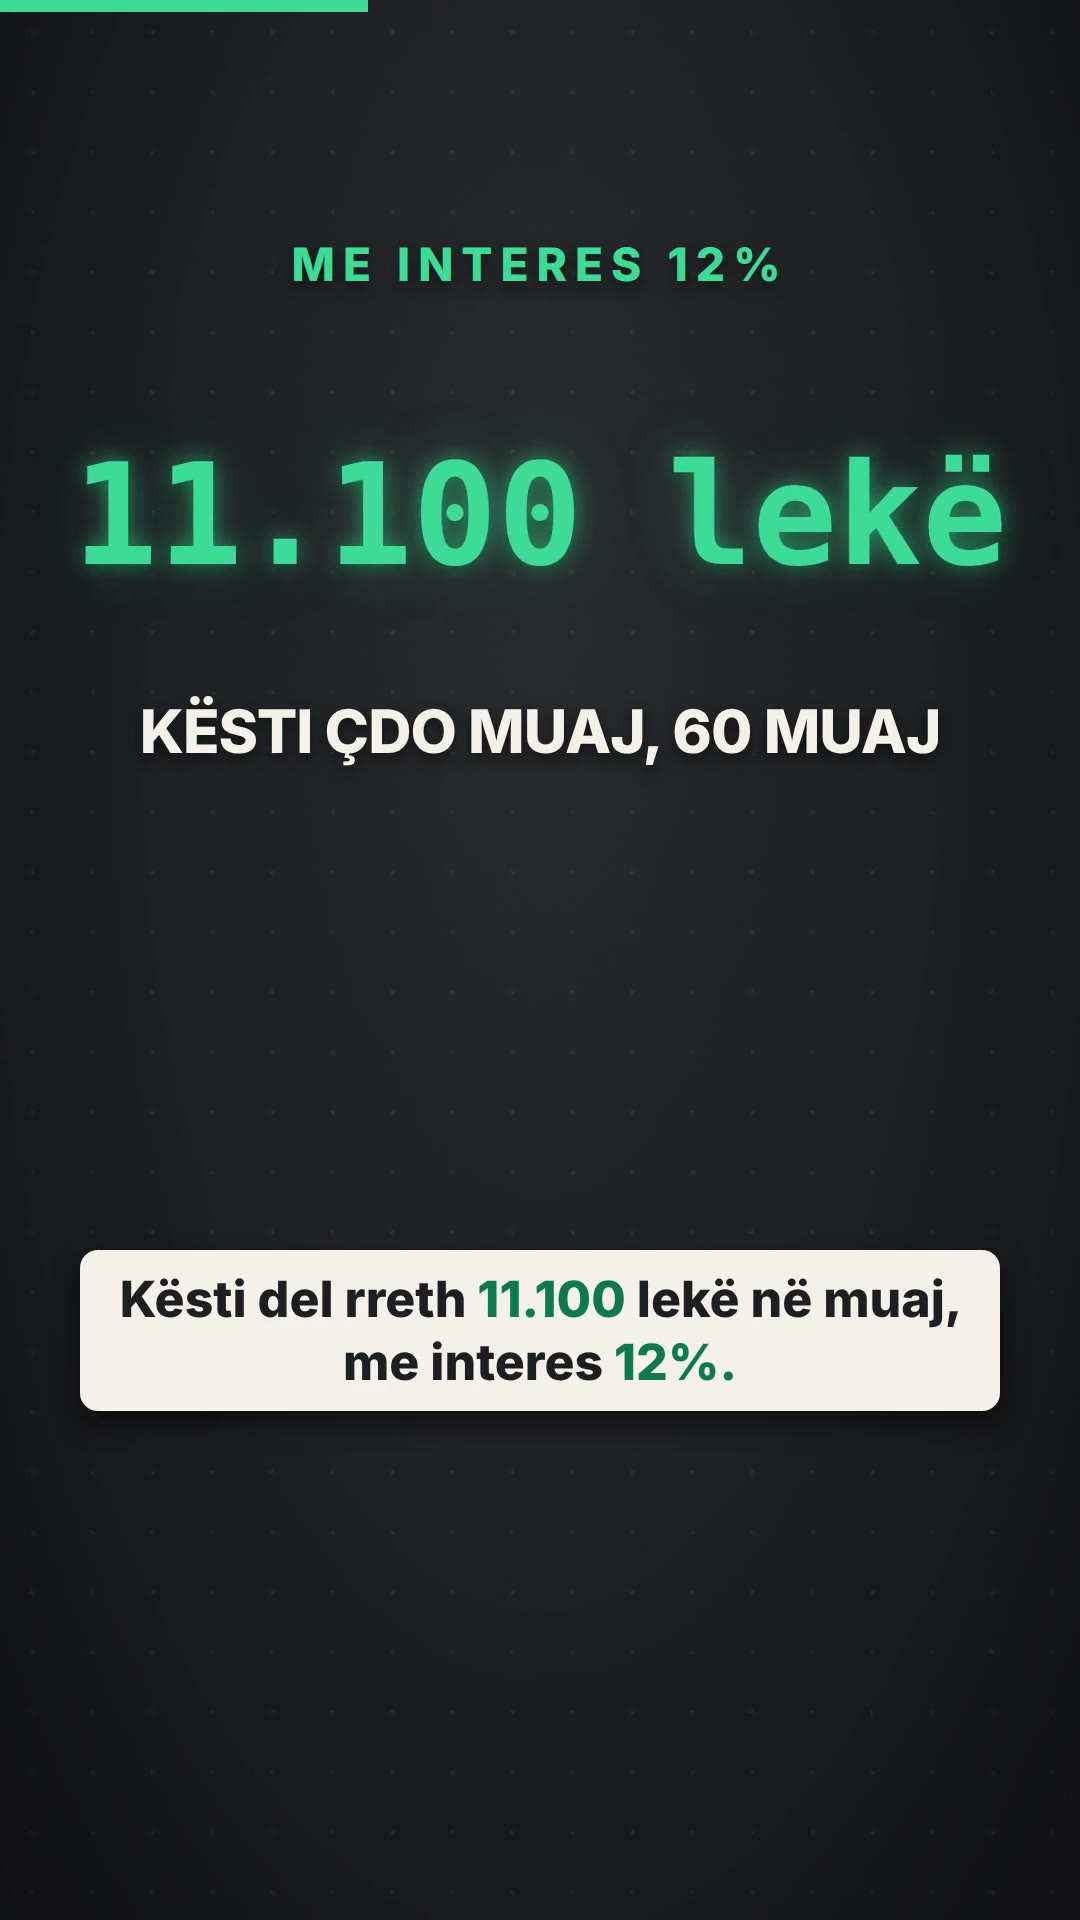 ME INTERES 12%
11.100 lekë
KËSTI ÇDO MUAJ, 60 MUAJ
Kësti del rreth 11.100 lekë në muaj,
me interes 12%.